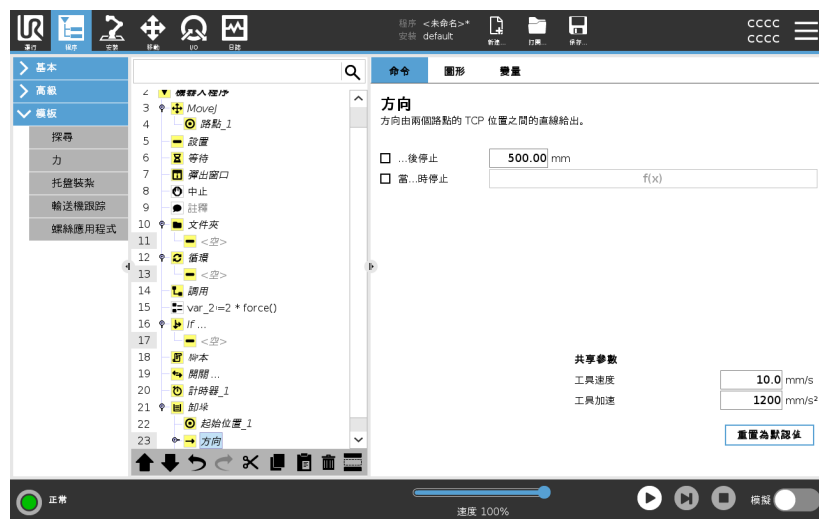 程序 <未命名>*
安裝 default
新建...
打開...
保存...
cccc
cccc
運行
程序
安裝
移動
I/O
日誌
基本
高級
模板
探尋
力
托盤裝紮
輸送機跟踪
螺絲應用程式
2 機器人程序
3 MoveJ
4 路點_1
5 設置
6 等待
7 彈出窗口
8 中止
9 註釋
10 文件夾
11 <空>
12 循環
13 <空>
14 調用
15 var_2≔2 * force()
16 If ...
17 <空>
18 腳本
19 開關 ...
20 計時器_1
21 卸垛
22 起始位置_1
23 方向
命令
圖形
變量
方向
方向由兩個路點的 TCP 位置之間的直線給出。
...後停止 500.00 mm
當...時停止 f(x)
共享參數
工具速度 10.0 mm/s
工具加速 1200 mm/s²
重置為默認值
正常
速度 100%
模擬